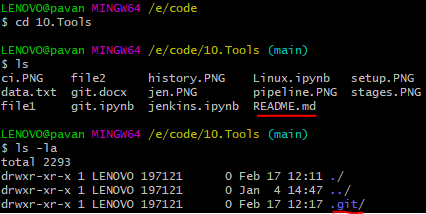 LENOVO@pavan MINGW64 /e/code
$ cd 10.Tools
LENOVO@pavan MINGW64 /e/code/10.Tools (main)
$ ls
ci.PNG file2 history.PNG Linux.ipynb setup.PNG
data.txt git.docx jen.PNG pipeline.PNG stages.PNG
file1 git.ipynb jenkins.ipynb README.md
LENOVO@pavan MINGW64 /e/code/10.Tools (main)
$ ls -la
total 2293
drwxr-xr-x 1 LENOVO 197121 0 Feb 17 12:11 ./
drwxr-xr-x 1 LENOVO 197121 0 Jan 4 14:47 ../
drwxr-xr-x 1 LENOVO 197121 0 Feb 17 12:17 .git/